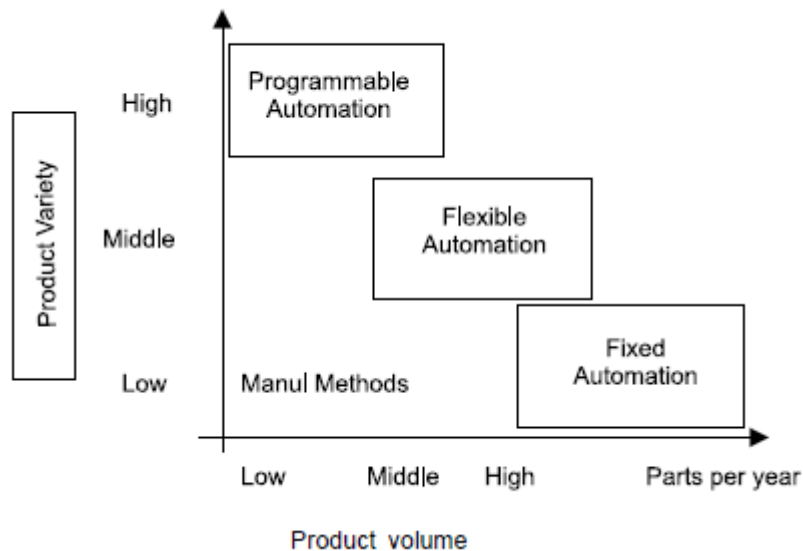 Programmable
Automation
High
Product Variety
Flexible
Automation
Middle
Fixed
Automation
Low
Manul Methods
Low
Middle
High
Parts per year
Product volume